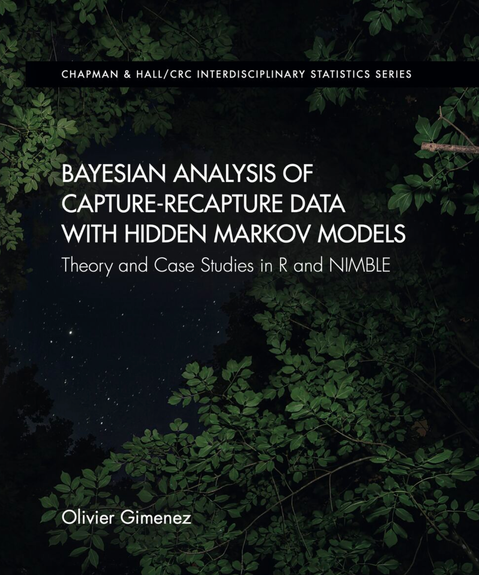 CHAPMAN & HALL/CRC INTERDISCIPLINARY STATISTICS SERIES
BAYESIAN ANALYSIS OF
CAPTURE-RECAPTURE DATA
WITH HIDDEN MARKOV MODELS
Theory and Case Studies in R and NIMBLE
Olivier Gimenez